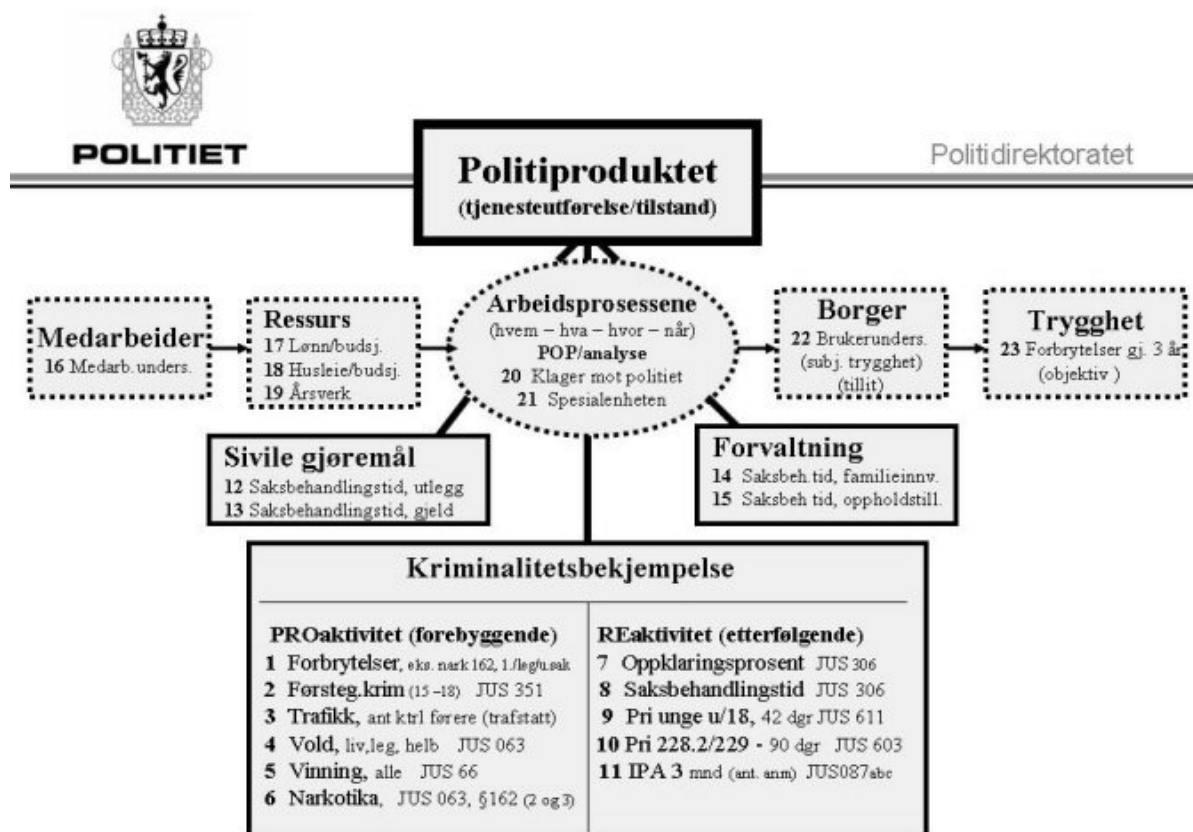 POLITIET
Politidirektoratet
Politiproduktet
(tjenesteutførelse/tilstand)
Medarbeider
16 Medarb. unders.
Ressurs
17 Lønn/budsj.
18 Husleie/budsj.
19 Årsverk
Arbeidsprosessene
(hvem – hva – hvor – når)
POP/analyse
20 Klager mot politiet
21 Spesialenheten
Borger
22 Brukerunders.
(subj. trygghet)
(tillit)
Trygghet
23 Forbrytelser gj. 3 år
(objektiv )
Sivile gjøremål
12 Saksbehandlingstid, utlegg
13 Saksbehandlingstid, gjeld
Forvaltning
14 Saksbeh.tid, familieinnv.
15 Saksbeh tid, oppholdstill.
Kriminalitetsbekjempelse
PROaktivitet (forebyggende)
1 Forbrytelser, eks. nark 162, 1./leg/u.sak
2 Førsteg.krim (15 –18) JUS 351
3 Trafikk, ant ktrl førere (trafstatt)
4 Vold, liv,leg, helb JUS 063
5 Vinning, alle JUS 66
6 Narkotika, JUS 063, §162 (2 og 3)
REaktivitet (etterfølgende)
7 Oppklaringsprosent JUS 306
8 Saksbehandlingstid JUS 306
9 Pri unge u/18, 42 dgr JUS 611
10 Pri 228.2/229 - 90 dgr JUS 603
11 IPA 3 mnd (ant. anm) JUS087abc